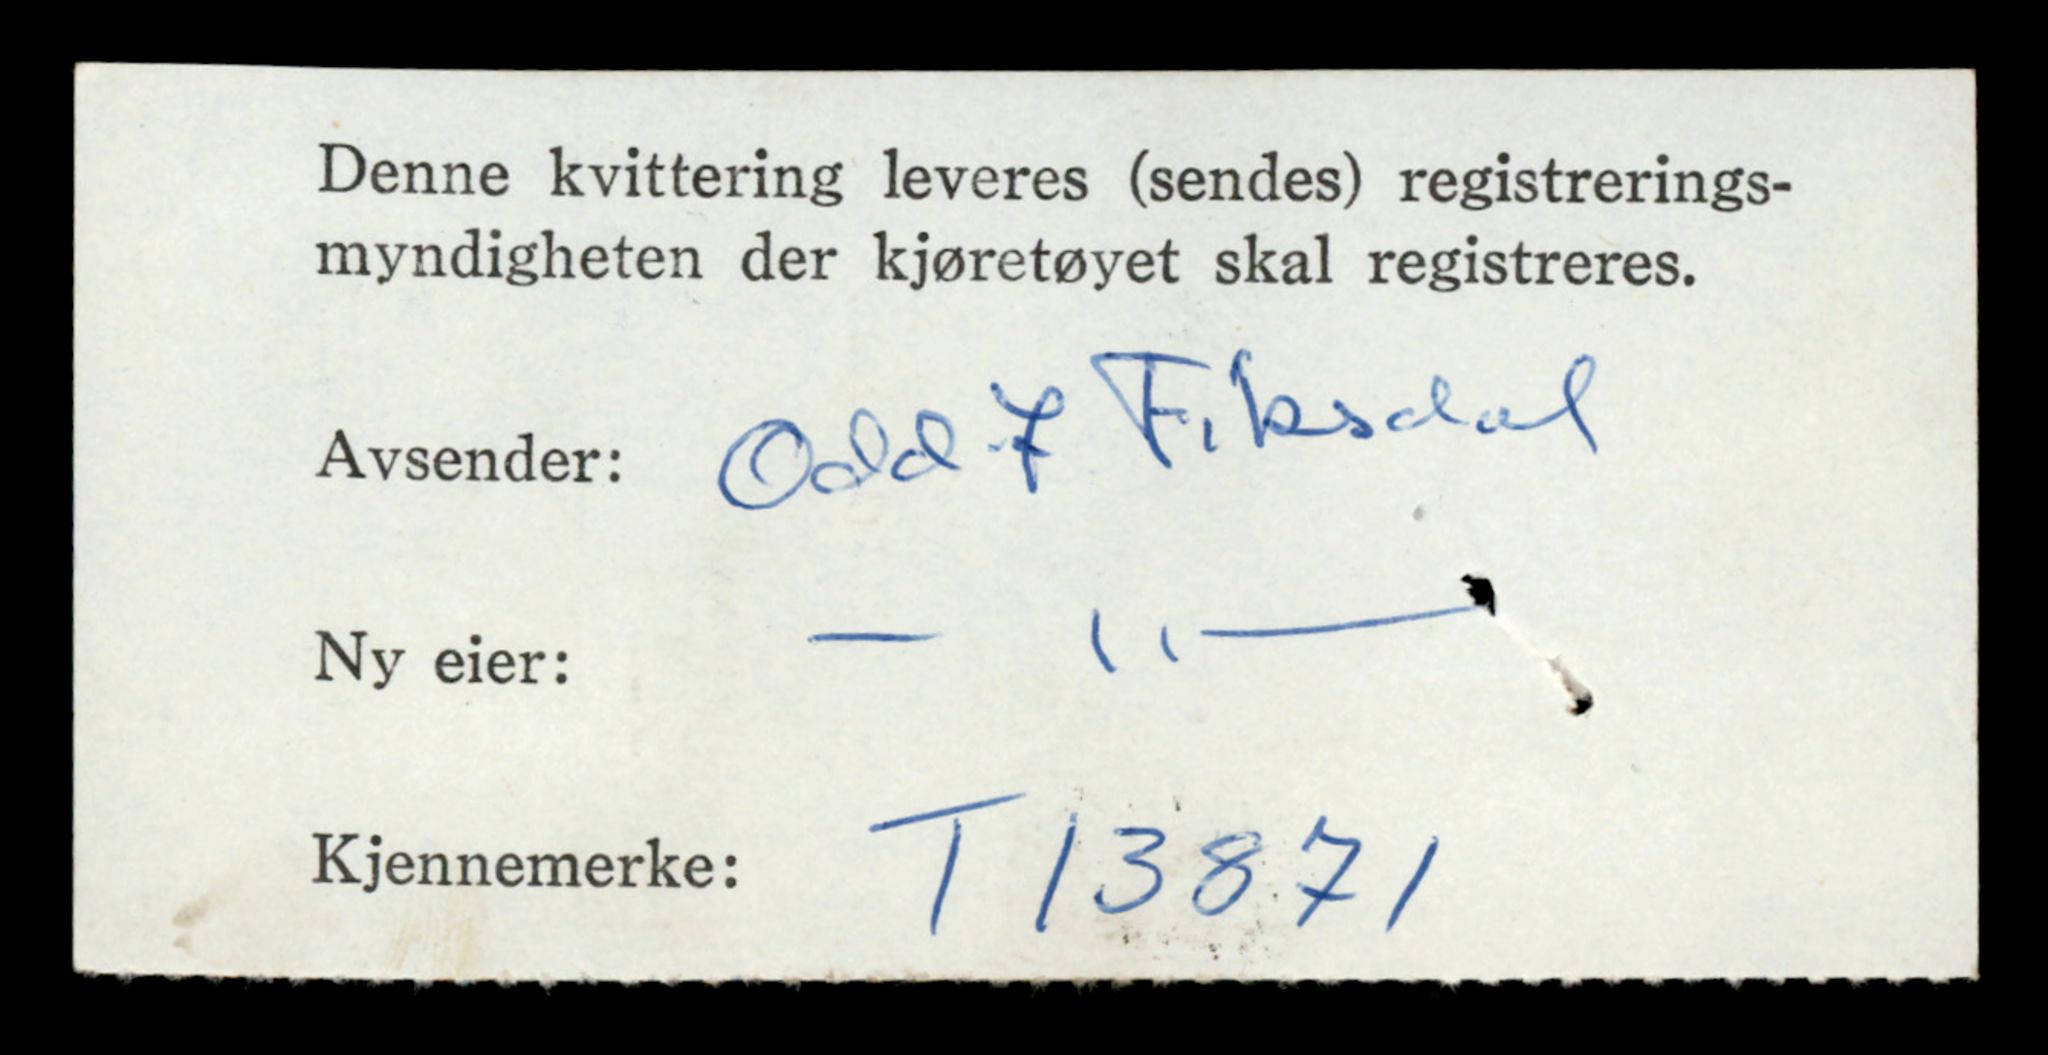 Denne kvittering leveres (sendes) registrerings-
myndigheten der kjøretøyet skal registreres.
Avsender: Odd F Fiksdal
Ny eier: — 〃 —
Kjennemerke: T 13871